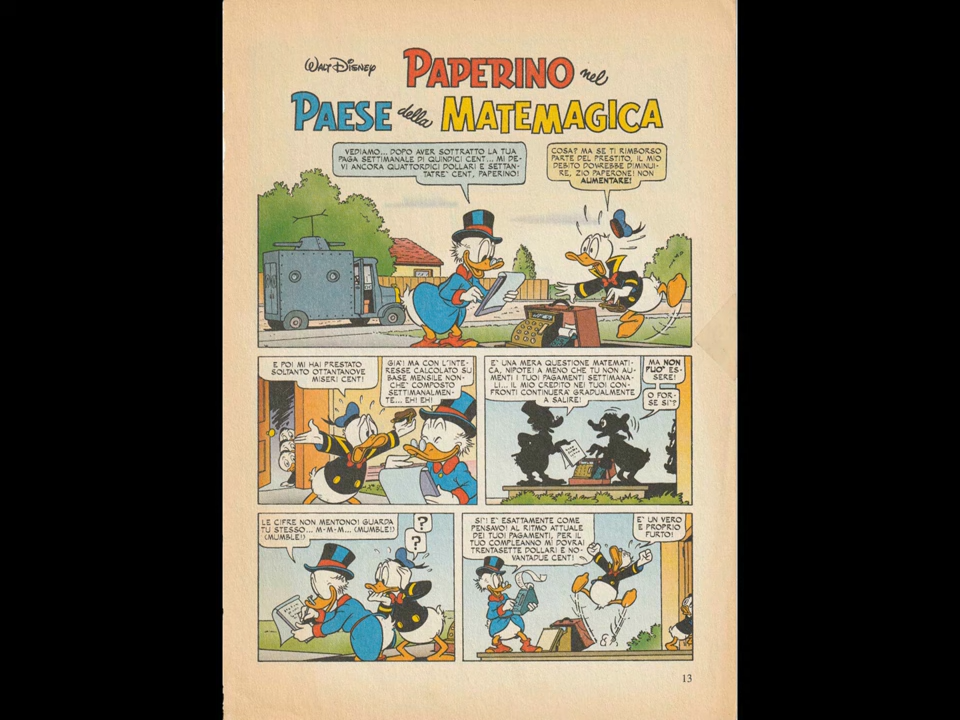 WALT DISNEY
PAPERINO nel
PAESE della MATEMAGICA
VEDIAMO... DOPO AVER SOTTRATTO LA TUA
PAGA SETTIMANALE DI QUINDICI CENT... MI DE-
VI ANCORA QUATTORDICI DOLLARI E SETTAN-
TATRE' CENT, PAPERINO!
COSA? MA SE TI RIMBORSO
PARTE DEL PRESTITO, IL MIO
DEBITO DOVREBBE DIMINUI-
RE, ZIO PAPERONE! NON
AUMENTARE!
E POI MI HAI PRESTATO
SOLTANTO OTTANTANOVE
MISERI CENT!
GIA'! MA CON L'INTE-
RESSE CALCOLATO SU
BASE MENSILE NON-
CHE' COMPOSTO
SETTIMANALMEN-
TE... EH! EH!
E' UNA MERA QUESTIONE MATEMATI-
CA, NIPOTE! A MENO CHE TU NON AU-
MENTI I TUOI PAGAMENTI SETTIMANA-
LI... IL MIO CREDITO NEI TUOI CON-
FRONTI CONTINUERA' GRADUALMENTE
A SALIRE!
MA NON
PUO' ES-
SERE!
O FOR-
SE SI'?
LE CIFRE NON MENTONO! GUARDA
TU STESSO... M-M-M... (MUMBLE!)
(MUMBLE!)
?
?
SI'! E' ESATTAMENTE COME
PENSAVO! AL RITMO ATTUALE
DEI TUOI PAGAMENTI, PER IL
TUO COMPLEANNO MI DOVRAI
TRENTASETTE DOLLARI E NO-
VANTADUE CENT!
E' UN VERO
E PROPRIO
FURTO!
13